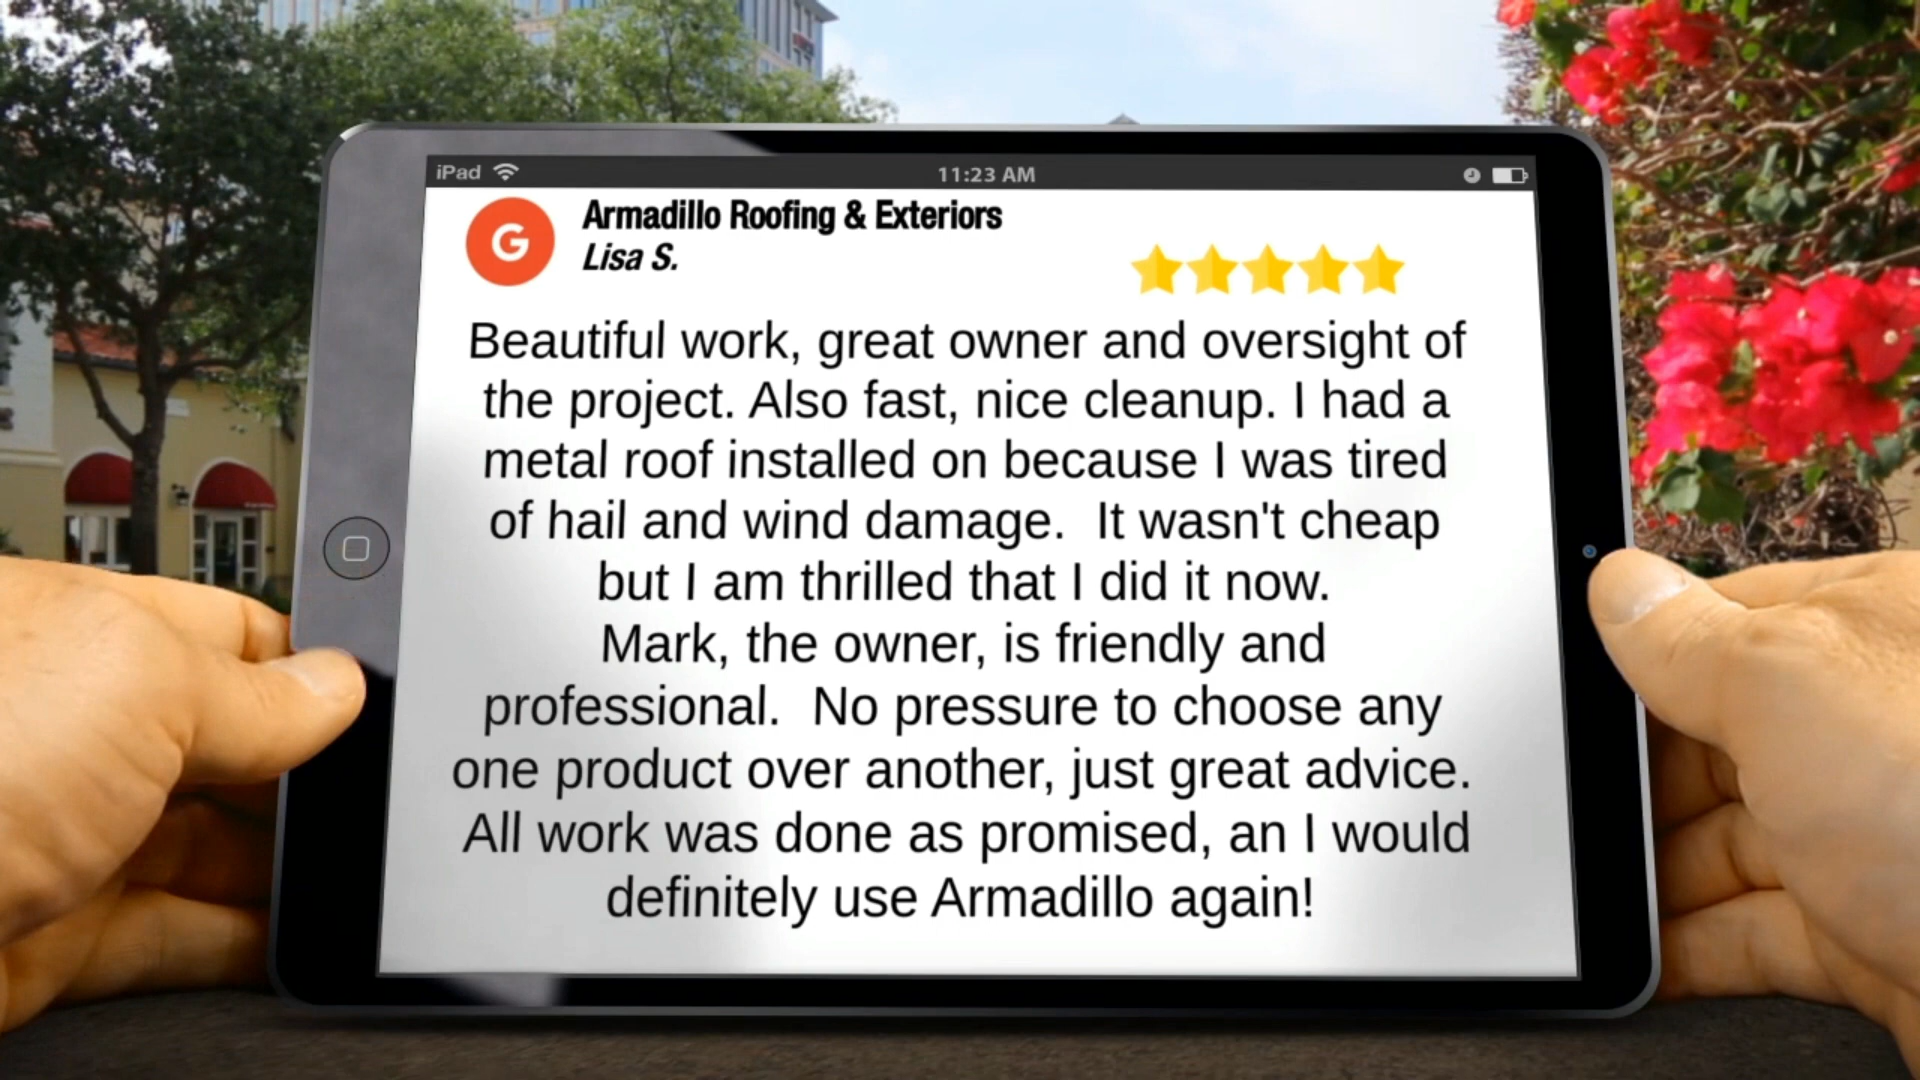 iPad
11:23 AM
G
Armadillo Roofing & Exteriors
Lisa S.
Beautiful work, great owner and oversight of
the project. Also fast, nice cleanup. I had a
metal roof installed on because I was tired
of hail and wind damage.  It wasn't cheap
but I am thrilled that I did it now.
Mark, the owner, is friendly and
professional.  No pressure to choose any
one product over another, just great advice.
All work was done as promised, an I would
definitely use Armadillo again!